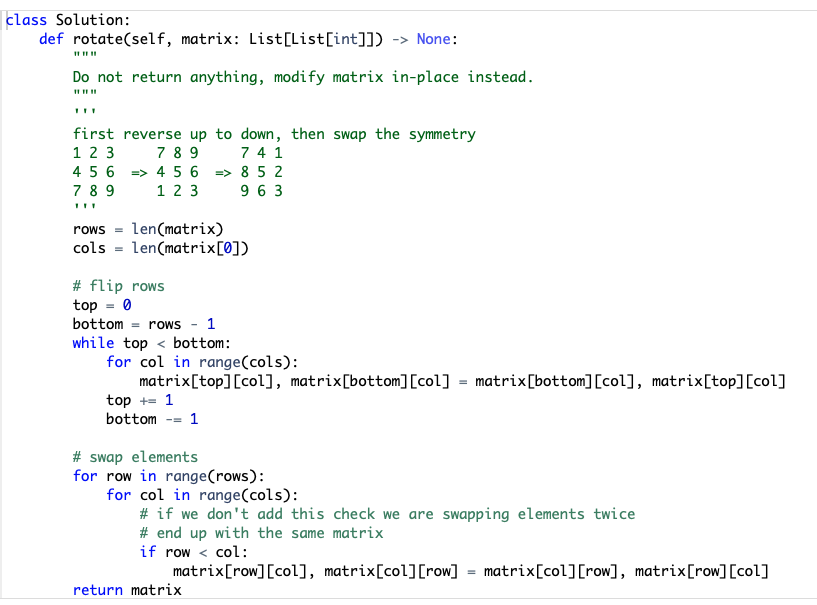 class Solution:
    def rotate(self, matrix: List[List[int]]) -> None:
        """
        Do not return anything, modify matrix in-place instead.
        """
        '''
        first reverse up to down, then swap the symmetry
        1 2 3     7 8 9     7 4 1
        4 5 6  => 4 5 6  => 8 5 2
        7 8 9     1 2 3     9 6 3
        '''
        rows = len(matrix)
        cols = len(matrix[0])

        # flip rows
        top = 0
        bottom = rows - 1
        while top < bottom:
            for col in range(cols):
                matrix[top][col], matrix[bottom][col] = matrix[bottom][col], matrix[top][col]
            top += 1
            bottom -= 1

        # swap elements
        for row in range(rows):
            for col in range(cols):
                # if we don't add this check we are swapping elements twice
                # end up with the same matrix
                if row < col:
                    matrix[row][col], matrix[col][row] = matrix[col][row], matrix[row][col]
        return matrix